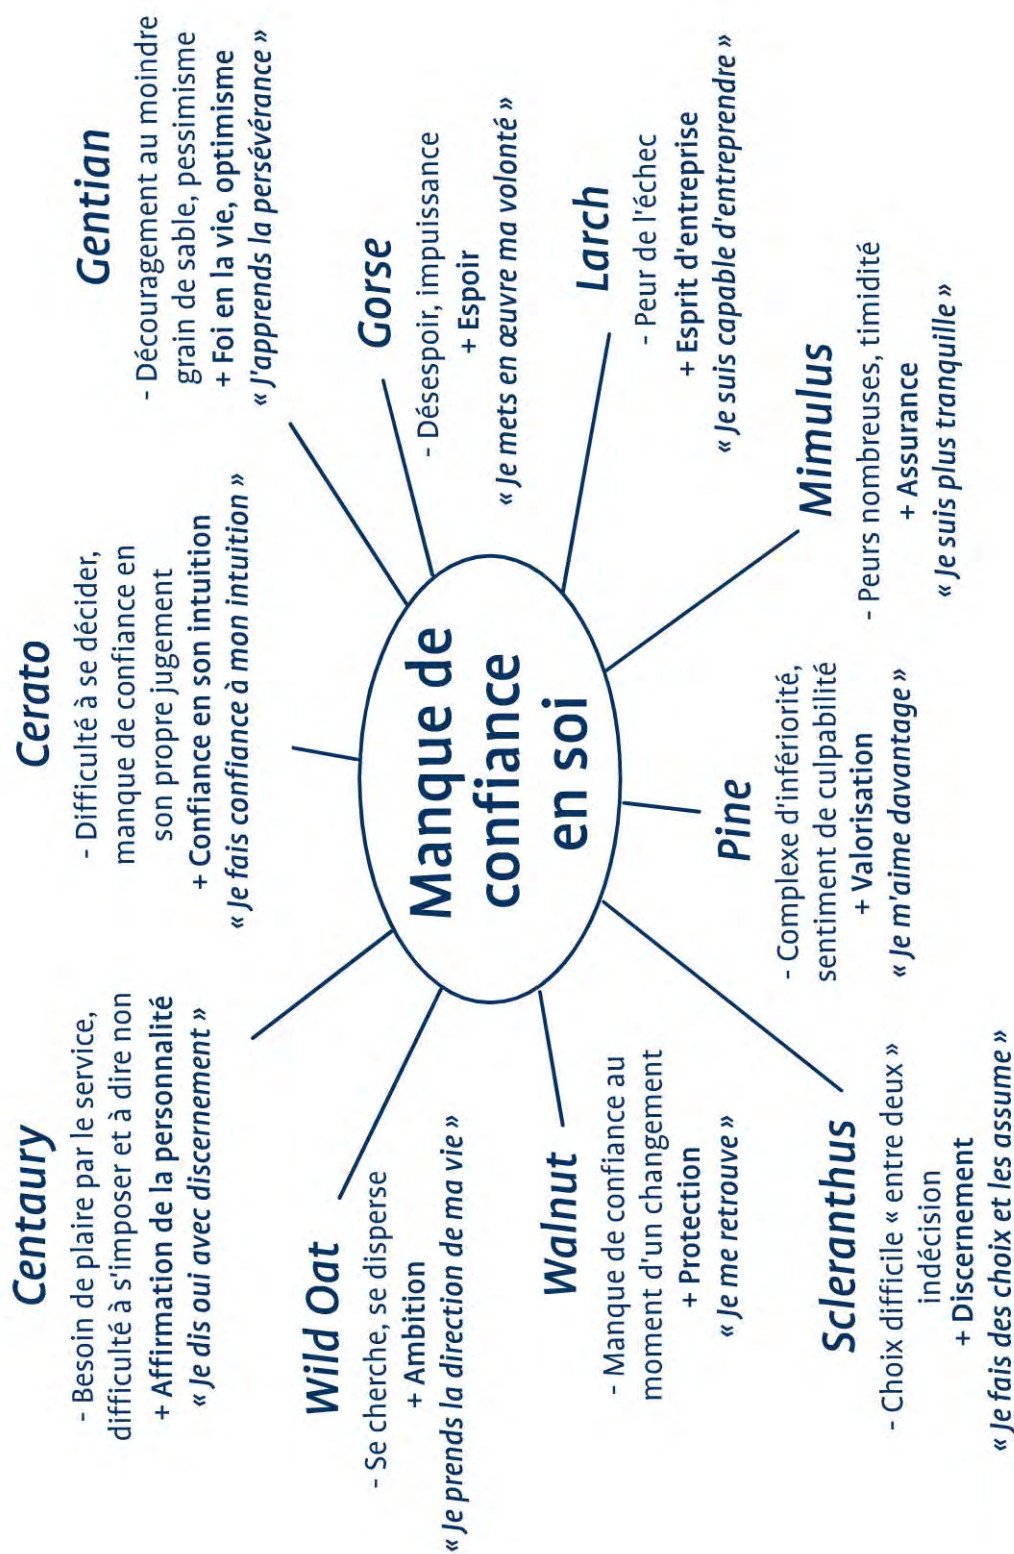 Centaury
- Besoin de plaire par le service,
difficulté à s'imposer et à dire non
+ Affirmation de la personnalité
« Je dis oui avec discernement »
Cerato
- Difficulté à se décider,
manque de confiance en
son propre jugement
+ Confiance en son intuition
« Je fais confiance à mon intuition »
Gentian
- Découragement au moindre
grain de sable, pessimisme
+ Foi en la vie, optimisme
« J'apprends la persévérance »
Wild Oat
- Se cherche, se disperse
+ Ambition
« Je prends la direction de ma vie »
Manque de
confiance
en soi
Gorse
- Désespoir, impuissance
+ Espoir
« Je mets en œuvre ma volonté »
Walnut
- Manque de confiance au
moment d'un changement
+ Protection
« Je me retrouve »
Larch
- Peur de l'échec
+ Esprit d'entreprise
« Je suis capable d'entreprendre »
Scleranthus
- Choix difficile « entre deux »
indécision
+ Discernement
« Je fais des choix et les assume »
Pine
- Complexe d'infériorité,
sentiment de culpabilité
+ Valorisation
« Je m'aime davantage »
Mimulus
- Peurs nombreuses, timidité
+ Assurance
« Je suis plus tranquille »